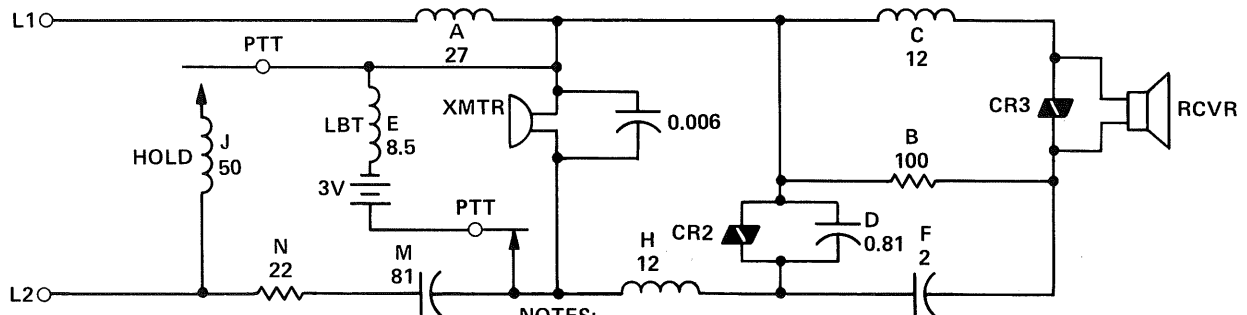 L1
A
27
C
12
PTT
XMTR
0.006
CR3
RCVR
LBT
E
8.5
HOLD
J
50
B
100
3V
PTT
CR2
D
0.81
N
22
M
81
H
12
F
2
L2
NOTES: